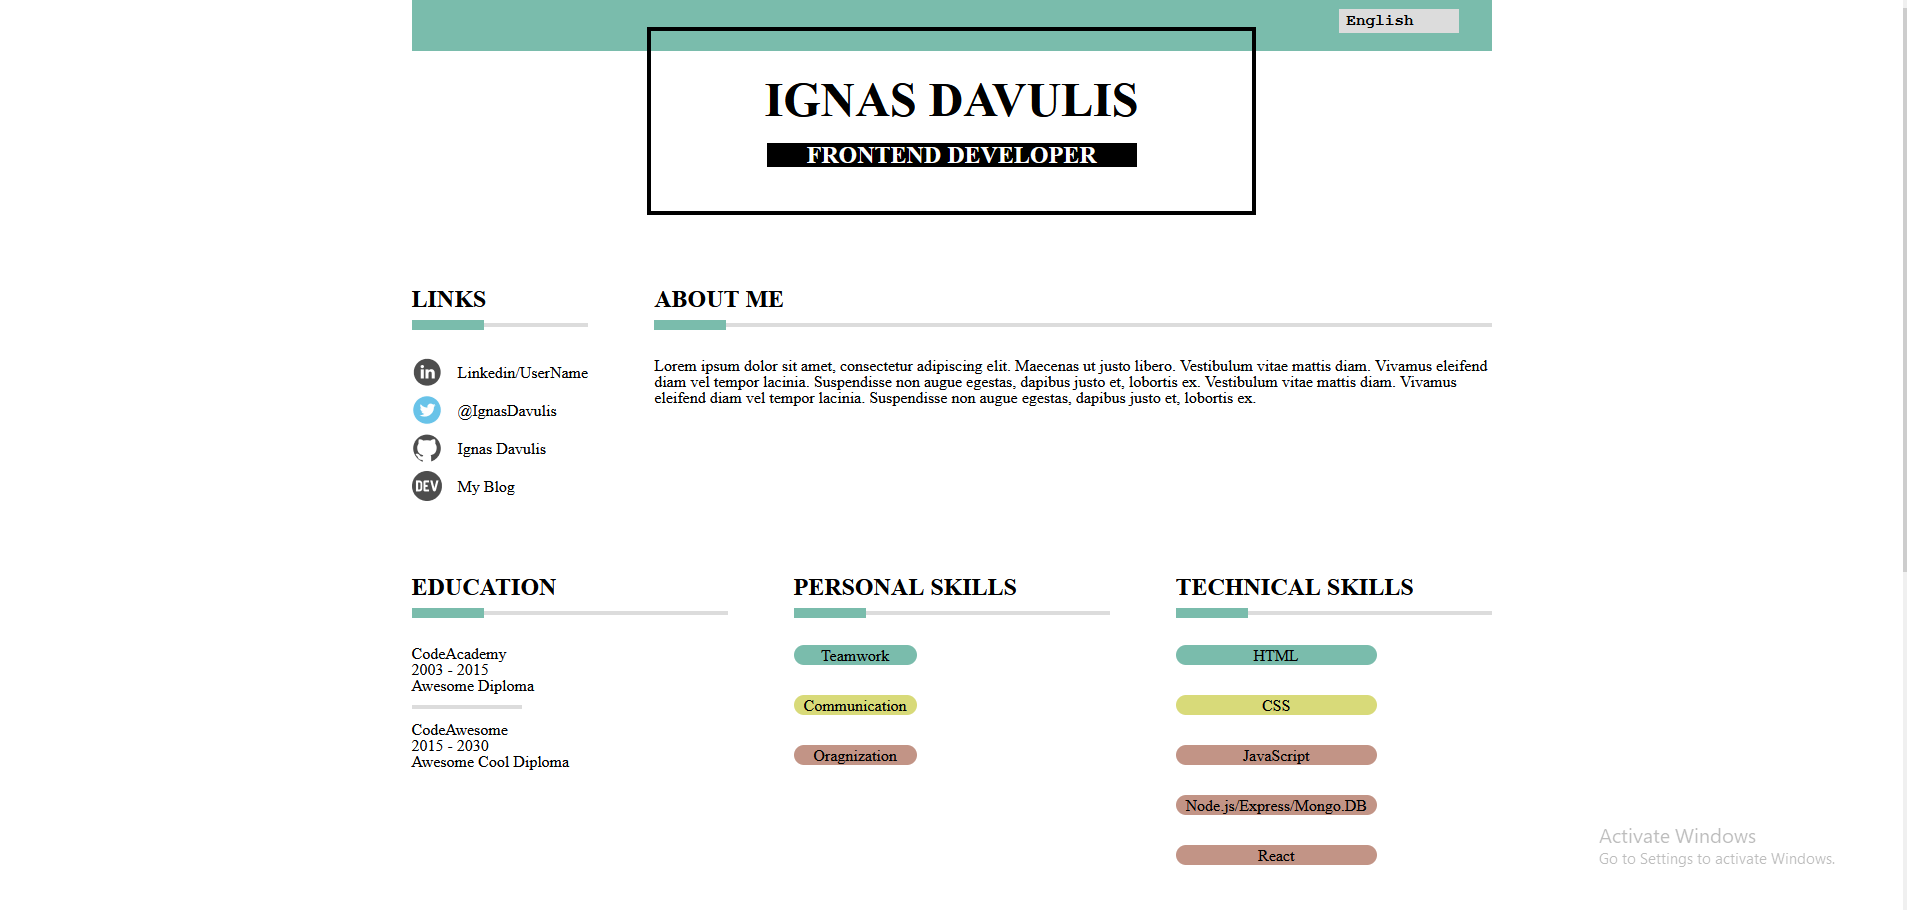 English
IGNAS DAVULIS
FRONTEND DEVELOPER
LINKS
Linkedin/UserName
@IgnasDavulis
Ignas Davulis
DEV
My Blog
ABOUT ME
Lorem ipsum dolor sit amet, consectetur adipiscing elit. Maecenas ut justo libero. Vestibulum vitae mattis diam. Vivamus eleifend
diam vel tempor lacinia. Suspendisse non augue egestas, dapibus justo et, lobortis ex. Vestibulum vitae mattis diam. Vivamus
eleifend diam vel tempor lacinia. Suspendisse non augue egestas, dapibus justo et, lobortis ex.
EDUCATION
CodeAcademy
2003 - 2015
Awesome Diploma
CodeAwesome
2015 - 2030
Awesome Cool Diploma
PERSONAL SKILLS
Teamwork
Communication
Oragnization
TECHNICAL SKILLS
HTML
CSS
JavaScript
Node.js/Express/Mongo.DB
React
Activate Windows
Go to Settings to activate Windows.